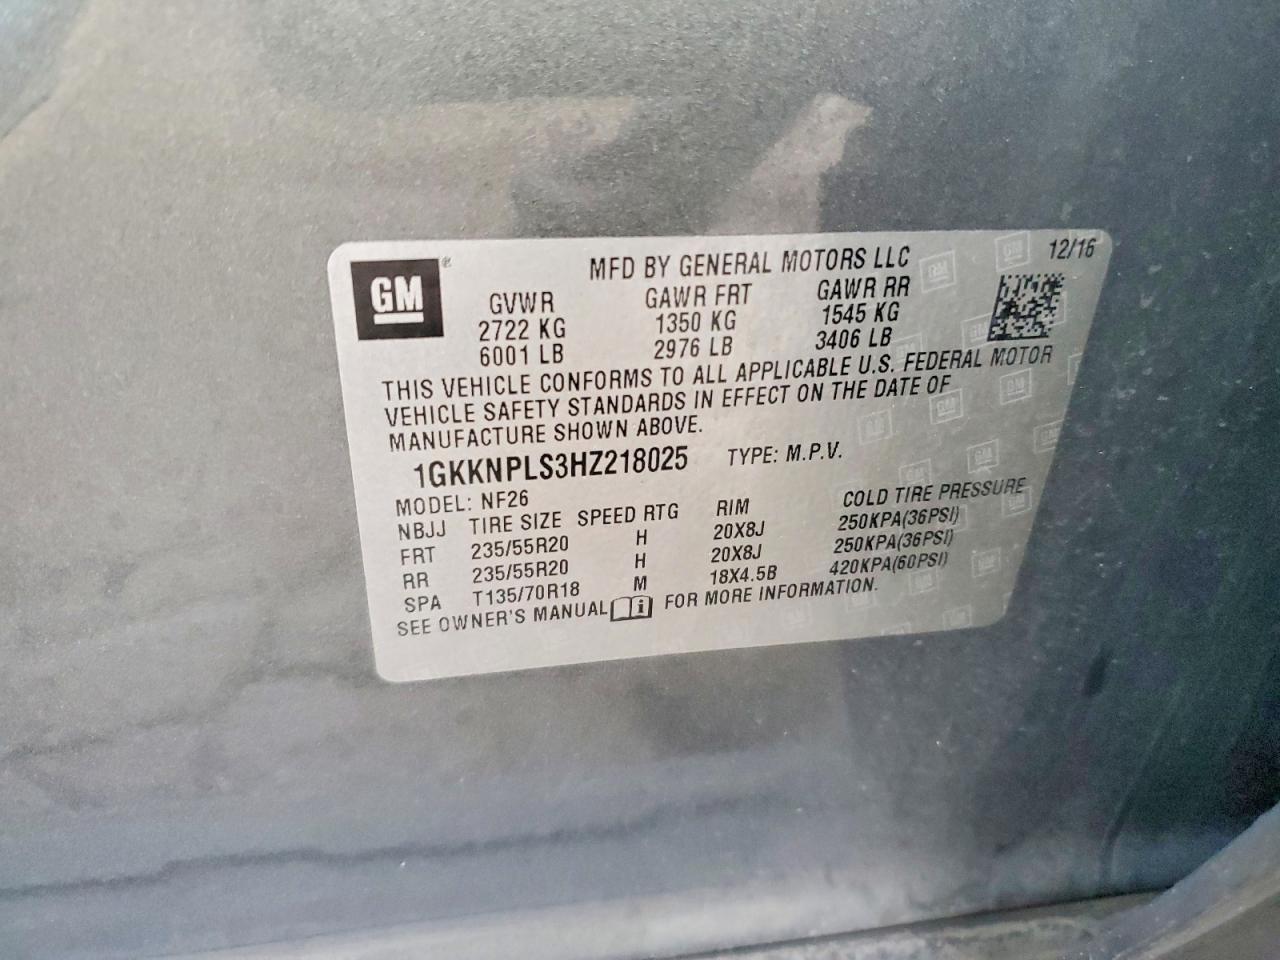 GM
MFD BY GENERAL MOTORS LLC 12/16
GVWR GAWR FRT GAWR RR
2722 KG 1350 KG 1545 KG
6001 LB 2976 LB 3406 LB
THIS VEHICLE CONFORMS TO ALL APPLICABLE U.S. FEDERAL MOTOR
VEHICLE SAFETY STANDARDS IN EFFECT ON THE DATE OF
MANUFACTURE SHOWN ABOVE.
1GKKNPLS3HZ218025 TYPE: M.P.V.
MODEL: NF26
NBJJ TIRE SIZE SPEED RTG RIM COLD TIRE PRESSURE
FRT 235/55R20 H 20X8J 250KPA(36PSI)
RR 235/55R20 H 20X8J 250KPA(36PSI)
SPA T135/70R18 M 18X4.5B 420KPA(60PSI)
SEE OWNER'S MANUAL i FOR MORE INFORMATION.